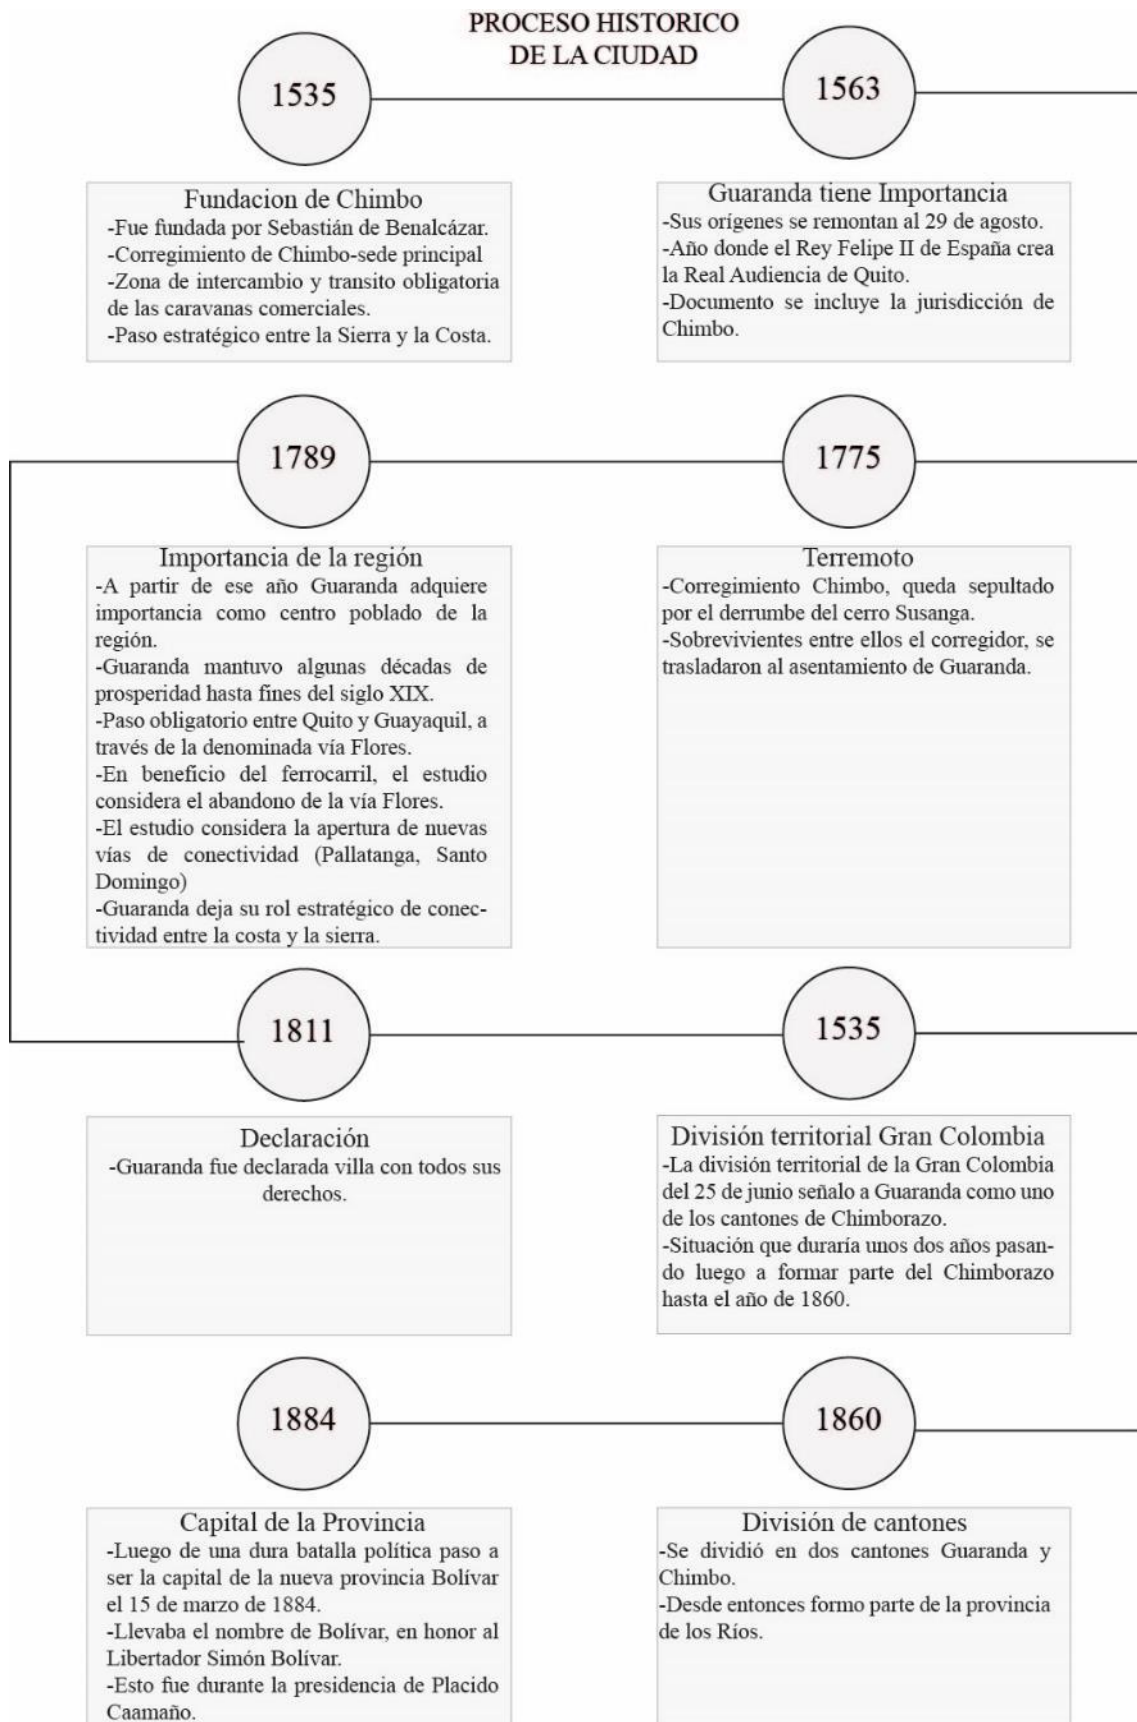 PROCESO HISTORICO
DE LA CIUDAD
1535
1563
Fundacion de Chimbo
-Fue fundada por Sebastián de Benalcázar.
-Corregimiento de Chimbo-sede principal
-Zona de intercambio y transito obligatoria
de las caravanas comerciales.
-Paso estratégico entre la Sierra y la Costa.
Guaranda tiene Importancia
-Sus orígenes se remontan al 29 de agosto.
-Año donde el Rey Felipe II de España crea
la Real Audiencia de Quito.
-Documento se incluye la jurisdicción de
Chimbo.
1789
1775
Importancia de la región
-A partir de ese año Guaranda adquiere
importancia como centro poblado de la
región.
-Guaranda mantuvo algunas décadas de
prosperidad hasta fines del siglo XIX.
-Paso obligatorio entre Quito y Guayaquil, a
través de la denominada vía Flores.
-En beneficio del ferrocarril, el estudio
considera el abandono de la vía Flores.
-El estudio considera la apertura de nuevas
vías de conectividad (Pallatanga, Santo
Domingo)
-Guaranda deja su rol estratégico de conec-
tividad entre la costa y la sierra.
Terremoto
-Corregimiento Chimbo, queda sepultado
por el derrumbe del cerro Susanga.
-Sobrevivientes entre ellos el corregidor, se
trasladaron al asentamiento de Guaranda.
1811
1535
Declaración
-Guaranda fue declarada villa con todos sus
derechos.
División territorial Gran Colombia
-La división territorial de la Gran Colombia
del 25 de junio señalo a Guaranda como uno
de los cantones de Chimborazo.
-Situación que duraría unos dos años pasan-
do luego a formar parte del Chimborazo
hasta el año de 1860.
1884
1860
Capital de la Provincia
-Luego de una dura batalla política paso a
ser la capital de la nueva provincia Bolívar
el 15 de marzo de 1884.
-Llevaba el nombre de Bolívar, en honor al
Libertador Simón Bolívar.
-Esto fue durante la presidencia de Placido
Caamaño.
División de cantones
-Se dividió en dos cantones Guaranda y
Chimbo.
-Desde entonces formo parte de la provincia
de los Ríos.